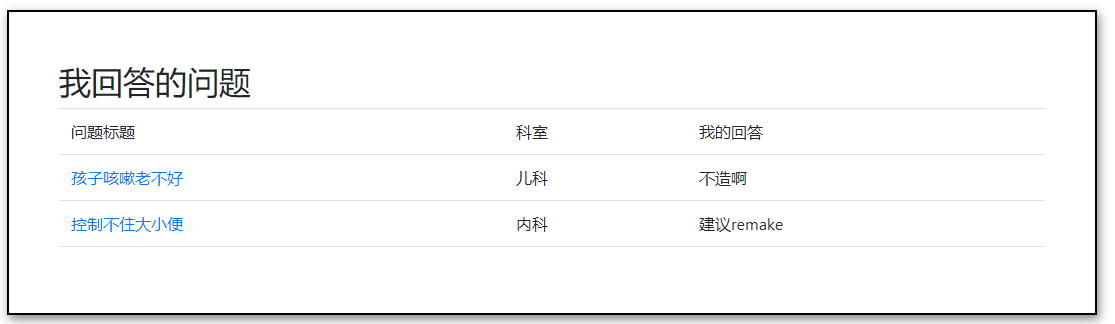 我回答的问题
问题标题 科室 我的回答
孩子咳嗽老不好 儿科 不造啊
控制不住大小便 内科 建议remake